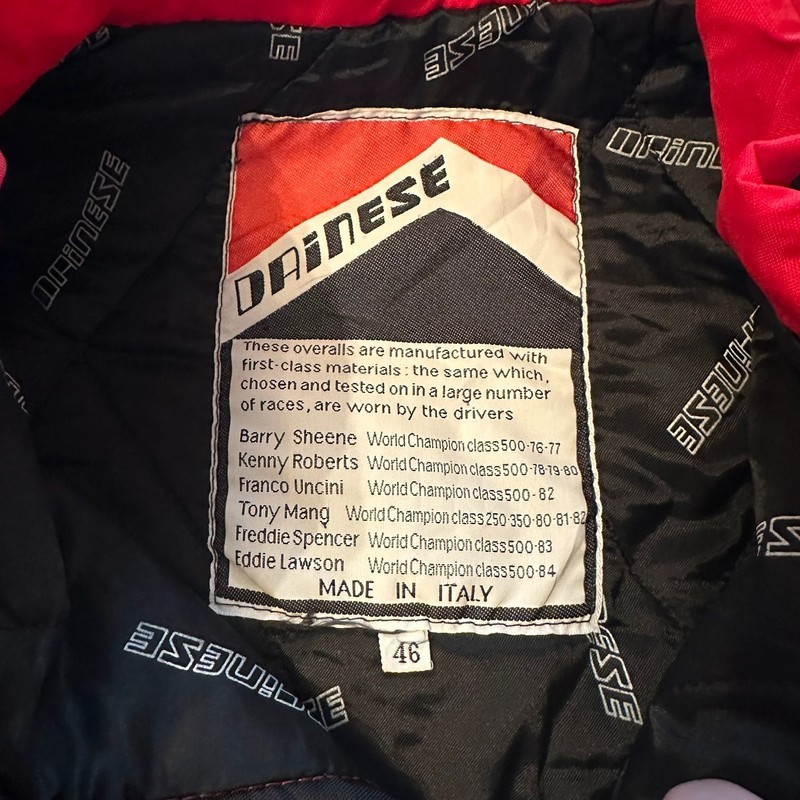 DAiNESE
DAiNESE
DAiNESE
DAiNESE
These overalls are manufactured with
first-class materials: the same which,
chosen and tested on in a large number
of races, are worn by the drivers
Barry Sheene World Champion class 500-76-77
Kenny Roberts World Champion class 500-78-79-80
Franco Uncini World Champion class 500-82
Tony Mang World Champion class 250-350-80-81-82
Freddie Spencer World Champion class 500-83
Eddie Lawson World Champion class 500-84
MADE IN ITALY
46
DAiNESE